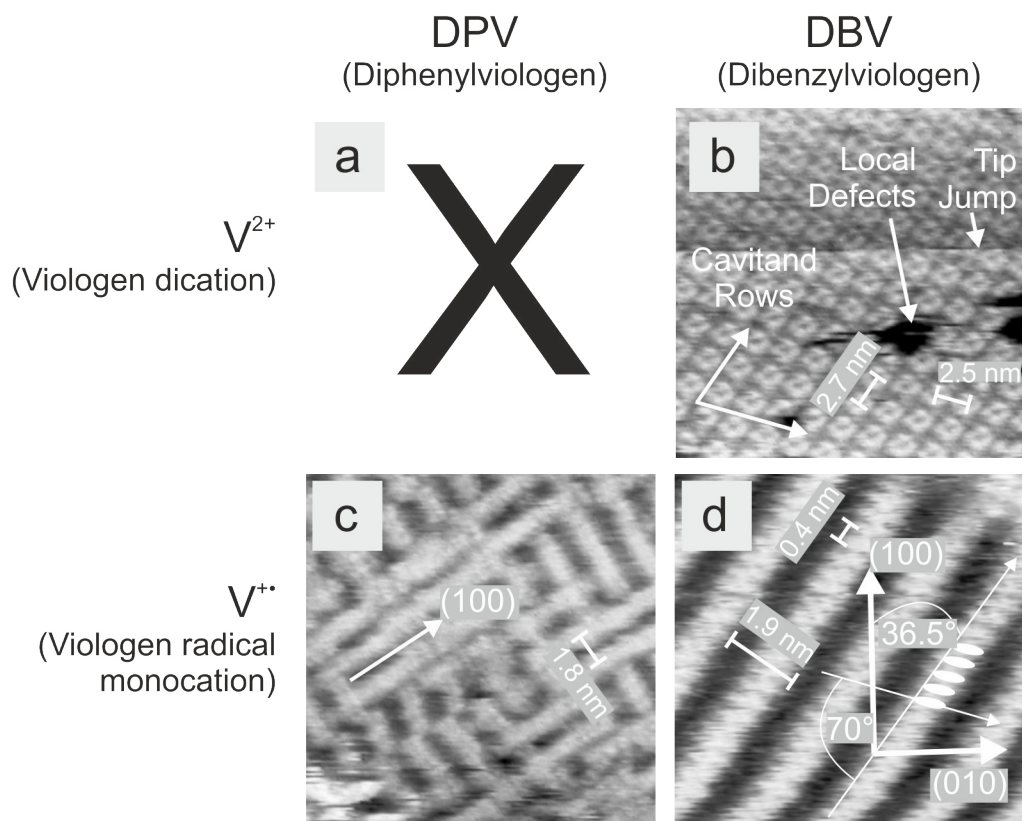 DPV
(Diphenylviologen)
DBV
(Dibenzylviologen)
V²⁺
(Viologen dication)
a
X
b
Local
Defects
Tip
Jump
Cavitand
Rows
2.7 nm
2.5 nm
V⁺•
(Viologen radical
monocation)
c
(100)
1.8 nm
d
0.4 nm
(100)
1.9 nm
36.5°
70°
(010)